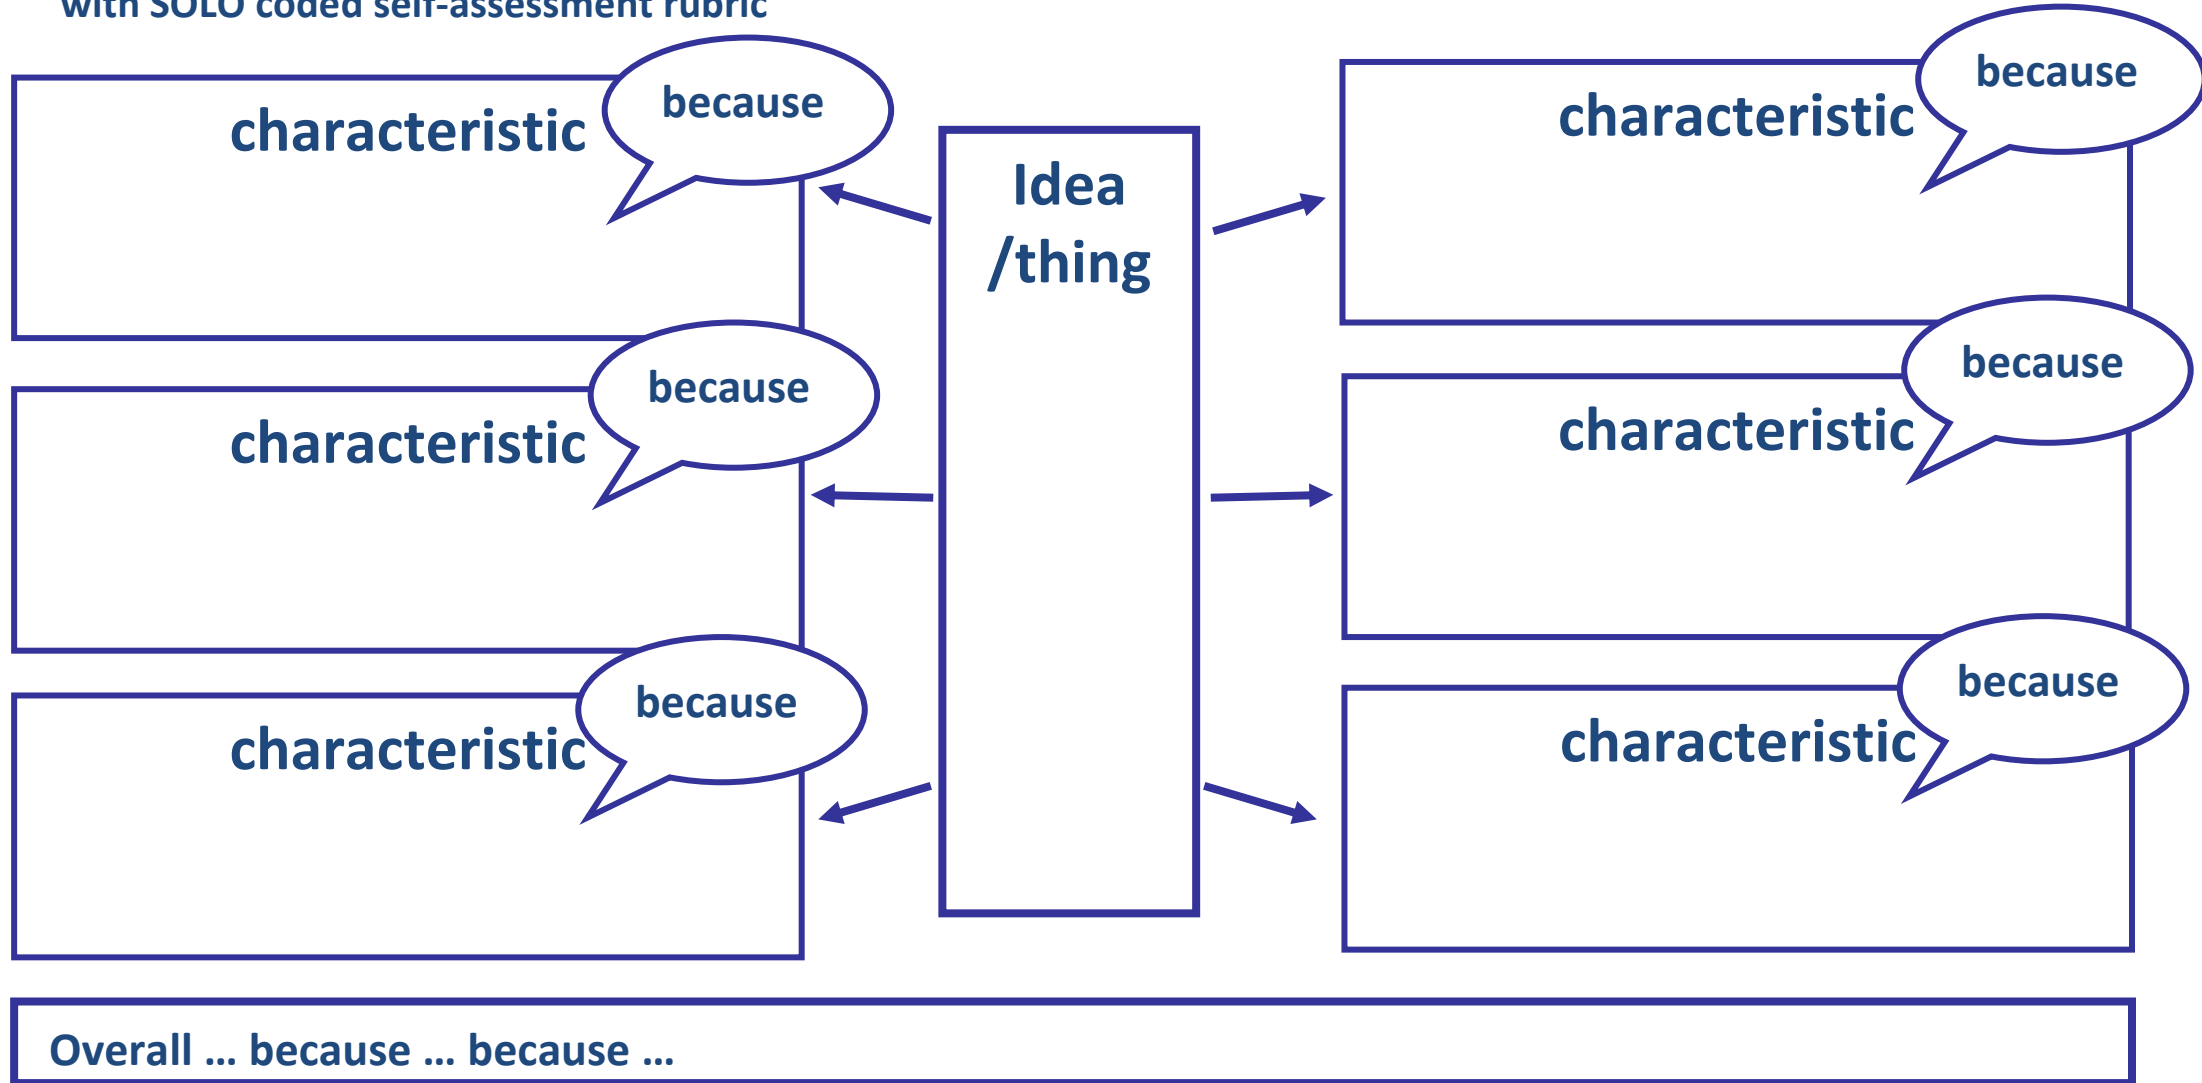 with SOLO coded self-assessment rubric
because
characteristic
because
characteristic
because
characteristic
Idea
/thing
because
characteristic
because
characteristic
because
characteristic
Overall ... because ... because ...